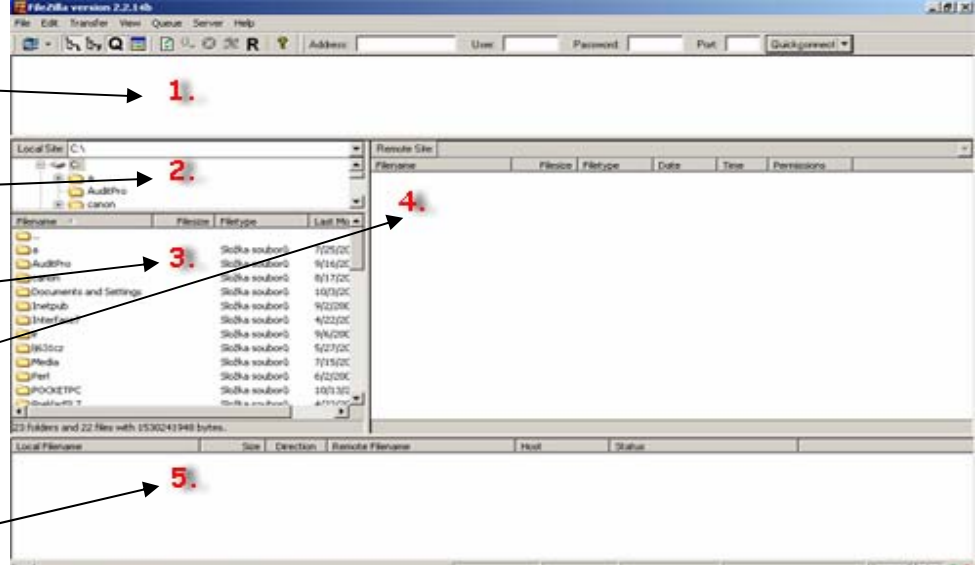 FileZilla version 2.2.14b
File Edit Transfer View Queue Server Help
R Address: User: Password: Port: Quickconnect
1.
Local Site: C:\ Remote Site:
C:
a
AuditPro
canon
2.
Filename Filesize Filetype Date Time Permissions
4.
Filename Filesize Filetype Last Mo
..
a Složka souborů
AuditPro Složka souborů
canon Složka souborů
Documents and Settings Složka souborů
Inetpub Složka souborů
Interface7 Složka souborů
Složka souborů
Složka souborů
Media Složka souborů
Perl Složka souborů
POCKETPC Složka souborů
3.
23 folders and 22 files with 1530241948 bytes.
Local Filename Size Direction Remote Filename Host Status
5.